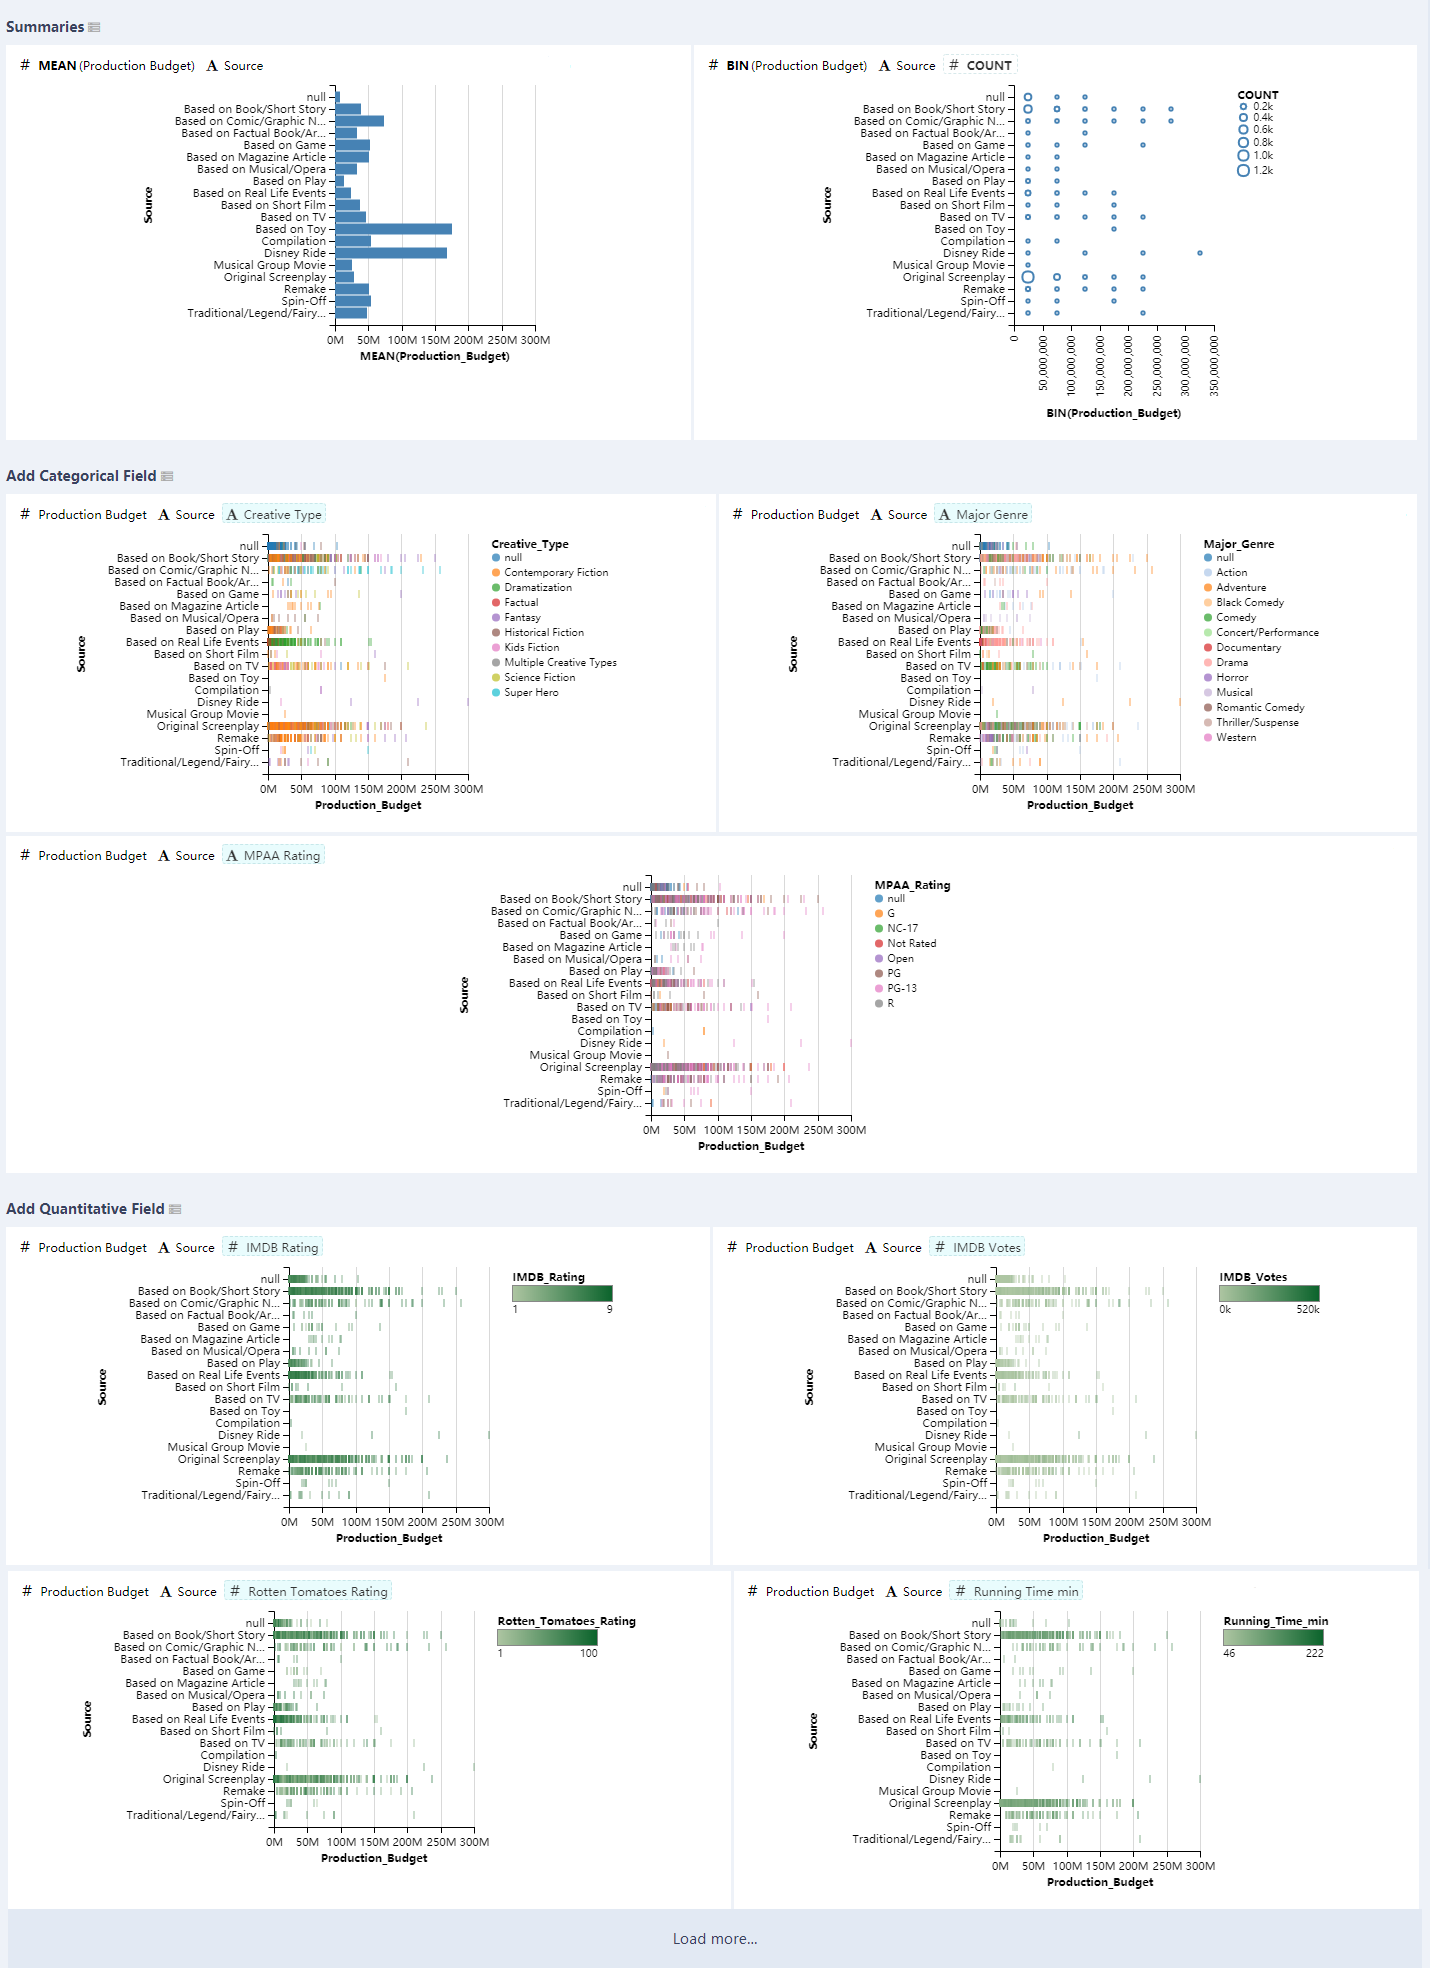 Summaries
# MEAN (Production Budget) A Source
null
Based on Book/Short Story
Based on Comic/Graphic N...
Based on Factual Book/Ar...
Based on Game
Based on Magazine Article
Based on Musical/Opera
Based on Play
Based on Real Life Events
Based on Short Film
Based on TV
Based on Toy
Compilation
Disney Ride
Musical Group Movie
Original Screenplay
Remake
Spin-Off
Traditional/Legend/Fairy...
Source
0M 50M 100M 150M 200M 250M 300M
MEAN(Production_Budget)
# BIN (Production Budget) A Source # COUNT
null
Based on Book/Short Story
Based on Comic/Graphic N...
Based on Factual Book/Ar...
Based on Game
Based on Magazine Article
Based on Musical/Opera
Based on Play
Based on Real Life Events
Based on Short Film
Based on TV
Based on Toy
Compilation
Disney Ride
Musical Group Movie
Original Screenplay
Remake
Spin-Off
Traditional/Legend/Fairy...
Source
0 50,000,000 100,000,000 150,000,000 200,000,000 250,000,000 300,000,000 350,000,000
BIN(Production_Budget)
COUNT
0.2k
0.4k
0.6k
0.8k
1.0k
1.2k
Add Categorical Field
# Production Budget A Source A Creative Type
null
Based on Book/Short Story
Based on Comic/Graphic N...
Based on Factual Book/Ar...
Based on Game
Based on Magazine Article
Based on Musical/Opera
Based on Play
Based on Real Life Events
Based on Short Film
Based on TV
Based on Toy
Compilation
Disney Ride
Musical Group Movie
Original Screenplay
Remake
Spin-Off
Traditional/Legend/Fairy...
Source
0M 50M 100M 150M 200M 250M 300M
Production_Budget
Creative_Type
null
Contemporary Fiction
Dramatization
Factual
Fantasy
Historical Fiction
Kids Fiction
Multiple Creative Types
Science Fiction
Super Hero
# Production Budget A Source A Major Genre
null
Based on Book/Short Story
Based on Comic/Graphic N...
Based on Factual Book/Ar...
Based on Game
Based on Magazine Article
Based on Musical/Opera
Based on Play
Based on Real Life Events
Based on Short Film
Based on TV
Based on Toy
Compilation
Disney Ride
Musical Group Movie
Original Screenplay
Remake
Spin-Off
Traditional/Legend/Fairy...
Source
0M 50M 100M 150M 200M 250M 300M
Production_Budget
Major_Genre
null
Action
Adventure
Black Comedy
Comedy
Concert/Performance
Documentary
Drama
Horror
Musical
Romantic Comedy
Thriller/Suspense
Western
# Production Budget A Source A MPAA Rating
null
Based on Book/Short Story
Based on Comic/Graphic N...
Based on Factual Book/Ar...
Based on Game
Based on Magazine Article
Based on Musical/Opera
Based on Play
Based on Real Life Events
Based on Short Film
Based on TV
Based on Toy
Compilation
Disney Ride
Musical Group Movie
Original Screenplay
Remake
Spin-Off
Traditional/Legend/Fairy...
Source
0M 50M 100M 150M 200M 250M 300M
Production_Budget
MPAA_Rating
null
G
NC-17
Not Rated
Open
PG
PG-13
R
Add Quantitative Field
# Production Budget A Source # IMDB Rating
null
Based on Book/Short Story
Based on Comic/Graphic N...
Based on Factual Book/Ar...
Based on Game
Based on Magazine Article
Based on Musical/Opera
Based on Play
Based on Real Life Events
Based on Short Film
Based on TV
Based on Toy
Compilation
Disney Ride
Musical Group Movie
Original Screenplay
Remake
Spin-Off
Traditional/Legend/Fairy...
Source
0M 50M 100M 150M 200M 250M 300M
Production_Budget
IMDB_Rating
1 9
# Production Budget A Source # IMDB Votes
null
Based on Book/Short Story
Based on Comic/Graphic N...
Based on Factual Book/Ar...
Based on Game
Based on Magazine Article
Based on Musical/Opera
Based on Play
Based on Real Life Events
Based on Short Film
Based on TV
Based on Toy
Compilation
Disney Ride
Musical Group Movie
Original Screenplay
Remake
Spin-Off
Traditional/Legend/Fairy...
Source
0M 50M 100M 150M 200M 250M 300M
Production_Budget
IMDB_Votes
0k 520k
# Production Budget A Source # Rotten Tomatoes Rating
null
Based on Book/Short Story
Based on Comic/Graphic N...
Based on Factual Book/Ar...
Based on Game
Based on Magazine Article
Based on Musical/Opera
Based on Play
Based on Real Life Events
Based on Short Film
Based on TV
Compilation
Disney Ride
Original Screenplay
Remake
Spin-Off
Traditional/Legend/Fairy...
Source
0M 50M 100M 150M 200M 250M 300M
Production_Budget
Rotten_Tomatoes_Rating
1 100
# Production Budget A Source # Running Time min
null
Based on Book/Short Story
Based on Comic/Graphic N...
Based on Factual Book/Ar...
Based on Game
Based on Magazine Article
Based on Musical/Opera
Based on Play
Based on Real Life Events
Based on Short Film
Based on TV
Based on Toy
Compilation
Disney Ride
Musical Group Movie
Original Screenplay
Remake
Spin-Off
Traditional/Legend/Fairy...
Source
0M 50M 100M 150M 200M 250M 300M
Production_Budget
Running_Time_min
46 222
Load more...